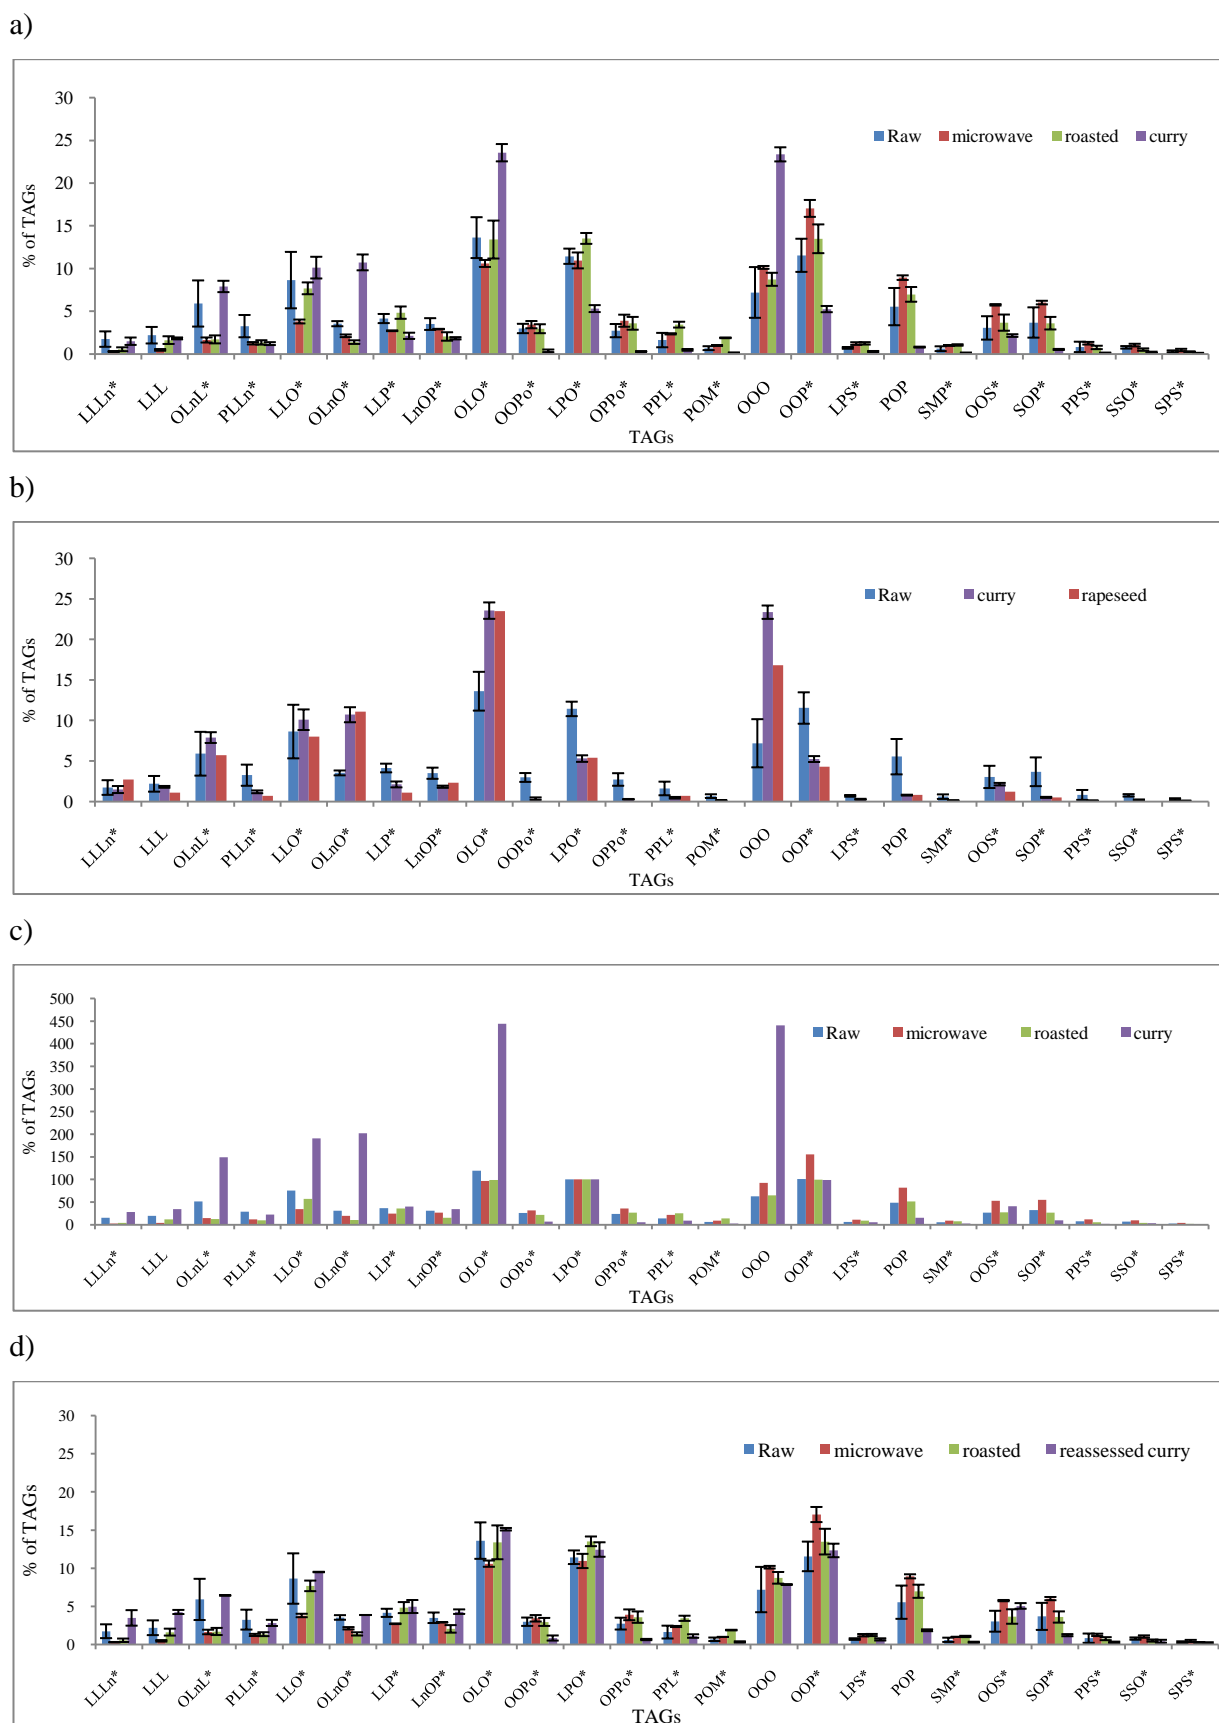 a)
30
25
20
15
10
5
0
% of TAGs
Raw microwave roasted curry
LLLn* LLL OLnL* PLLn* LLO* OLnO* LLP* LnOP* OLO* OOPo* LPO* OPPo* PPL* POM* OOO OOP* LPS* POP SMP* OOS* SOP* PPS* SSO* SPS*
TAGs
b)
30
25
20
15
10
5
0
% of TAGs
Raw curry rapeseed
LLLn* LLL OLnL* PLLn* LLO* OLnO* LLP* LnOP* OLO* OOPo* LPO* OPPo* PPL* POM* OOO OOP* LPS* POP SMP* OOS* SOP* PPS* SSO* SPS*
TAGs
c)
500
450
400
350
300
250
200
150
100
50
0
% of TAGs
Raw microwave roasted curry
LLLn* LLL OLnL* PLLn* LLO* OLnO* LLP* LnOP* OLO* OOPo* LPO* OPPo* PPL* POM* OOO OOP* LPS* POP SMP* OOS* SOP* PPS* SSO* SPS*
TAGs
d)
30
25
20
15
10
5
0
% of TAGs
Raw microwave roasted reassessed curry
LLLn* LLL OLnL* PLLn* LLO* OLnO* LLP* LnOP* OLO* OOPo* LPO* OPPo* PPL* POM* OOO OOP* LPS* POP SMP* OOS* SOP* PPS* SSO* SPS*
TAGs